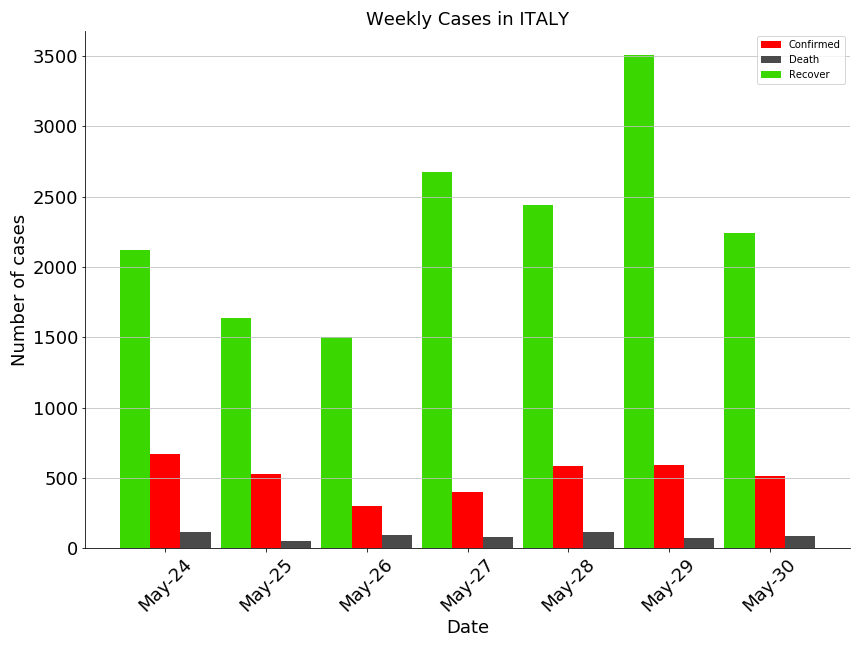 Weekly Cases in ITALY
Confirmed
Death
Recover
Number of cases
3500
3000
2500
2000
1500
1000
500
0
May-24
May-25
May-26
May-27
May-28
May-29
May-30
Date